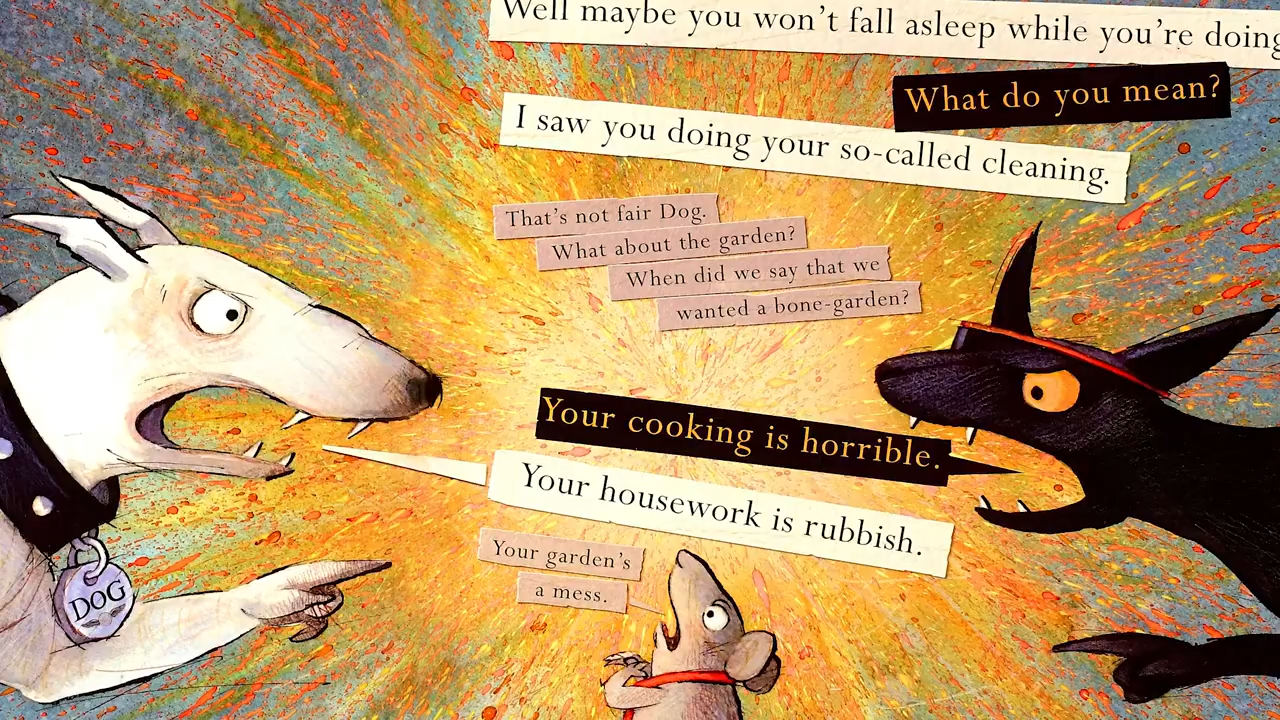 Well maybe you won't fall asleep while you're doing
What do you mean?
I saw you doing your so-called cleaning.
That's not fair Dog.
What about the garden?
When did we say that we
wanted a bone-garden?
Your cooking is horrible.
Your housework is rubbish.
Your garden's
a mess.
DOG